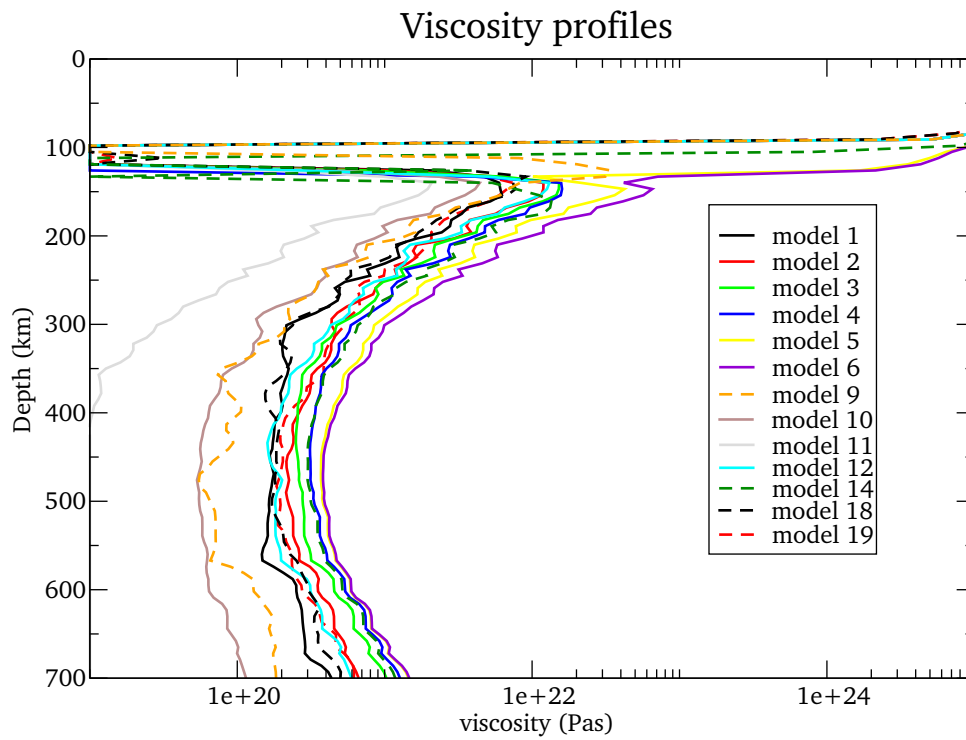 Viscosity profiles
0
100
200
300
400
500
600
700
Depth (km)
1e+20
1e+22
1e+24
viscosity (Pas)
model 1
model 2
model 3
model 4
model 5
model 6
model 9
model 10
model 11
model 12
model 14
model 18
model 19